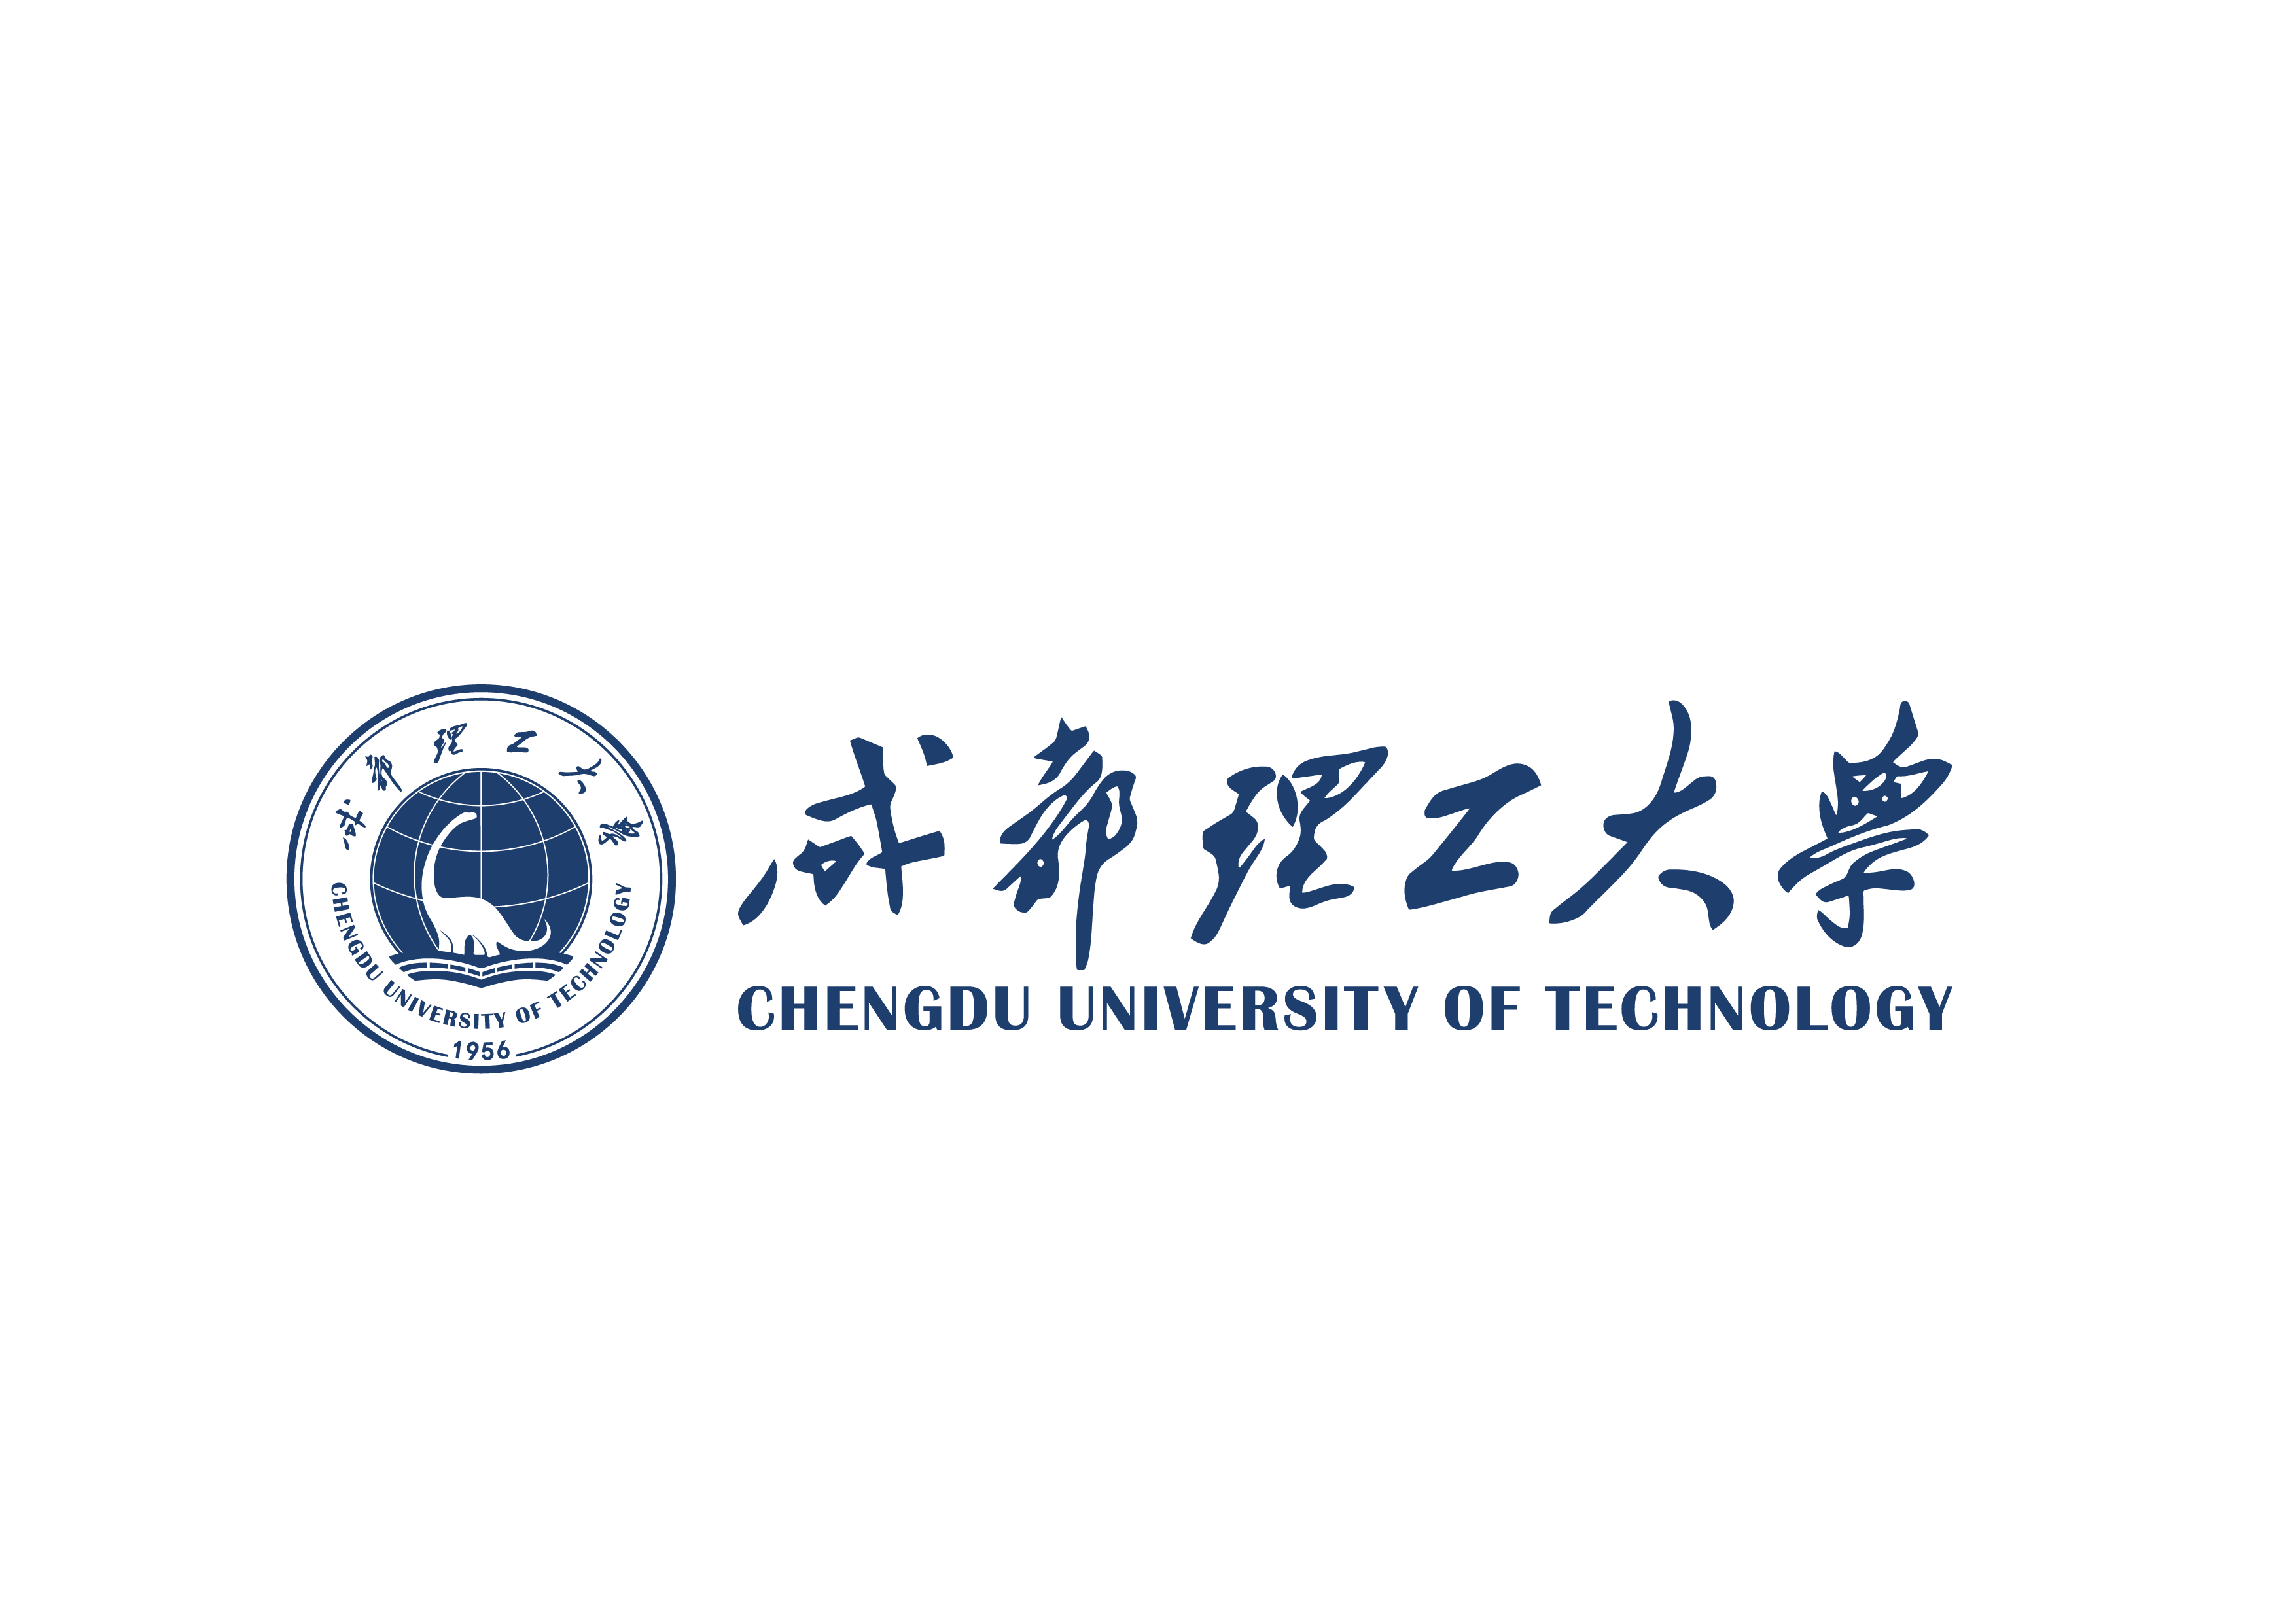 成都理工大學
CHENGDU UNIVERSITY OF TECHNOLOGY
1956
成都理工大學
CHENGDU UNIVERSITY OF TECHNOLOGY